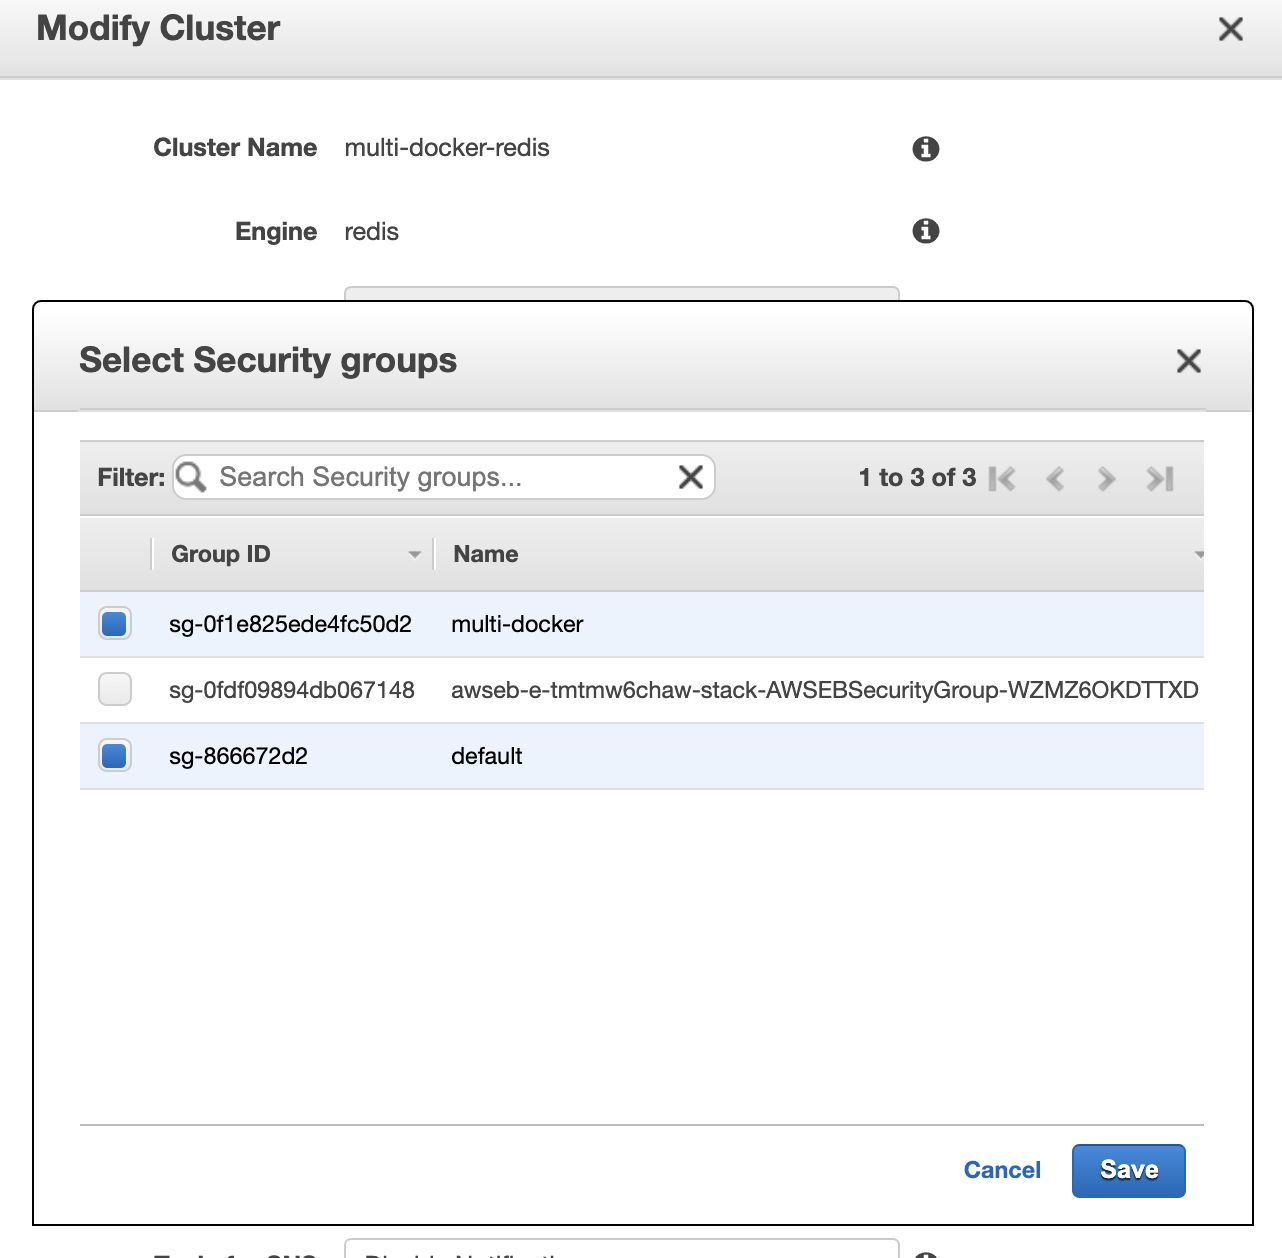 Modify Cluster
Cluster Name multi-docker-redis
Engine redis
Select Security groups
Filter: Search Security groups... 1 to 3 of 3
Group ID Name
sg-0f1e825ede4fc50d2 multi-docker
sg-0fdf09894db067148 awseb-e-tmtmw6chaw-stack-AWSEBSecurityGroup-WZMZ6OKDTTXD
sg-866672d2 default
Cancel Save